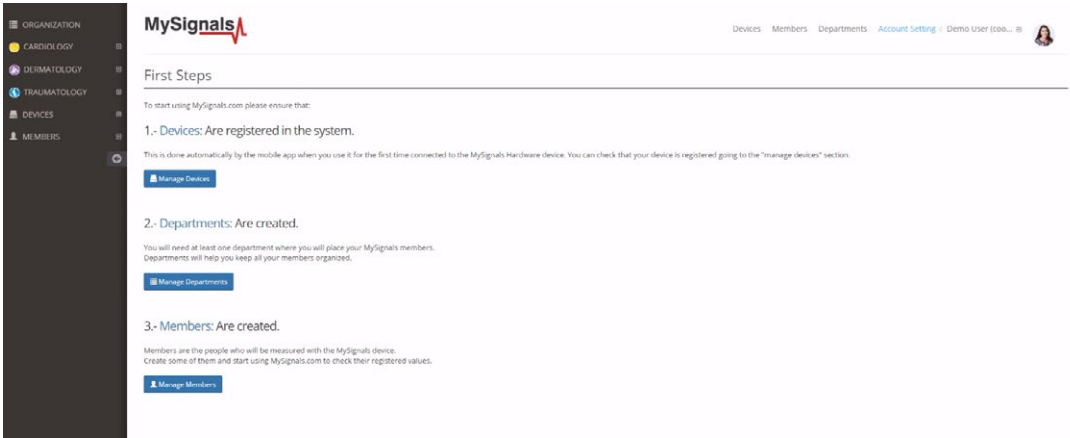 ORGANIZATION
CARDIOLOGY
DERMATOLOGY
TRAUMATOLOGY
DEVICES
MEMBERS
MySignals
Devices Members Departments Account Setting Demo User (coo...
First Steps
To start using MySignals.com please ensure that:
1.- Devices: Are registered in the system.
This is done automatically by the mobile app when you use it for the first time connected to the MySignals Hardware device. You can check that your device is registered going to the "manage devices" section.
Manage Devices
2.- Departments: Are created.
You will need at least one department where you will place your MySignals members.
Departments will help you keep all your members organized.
Manage Departments
3.- Members: Are created.
Members are the people who will be measured with the MySignals device.
Create some of them and start using MySignals.com to check their registered values.
Manage Members